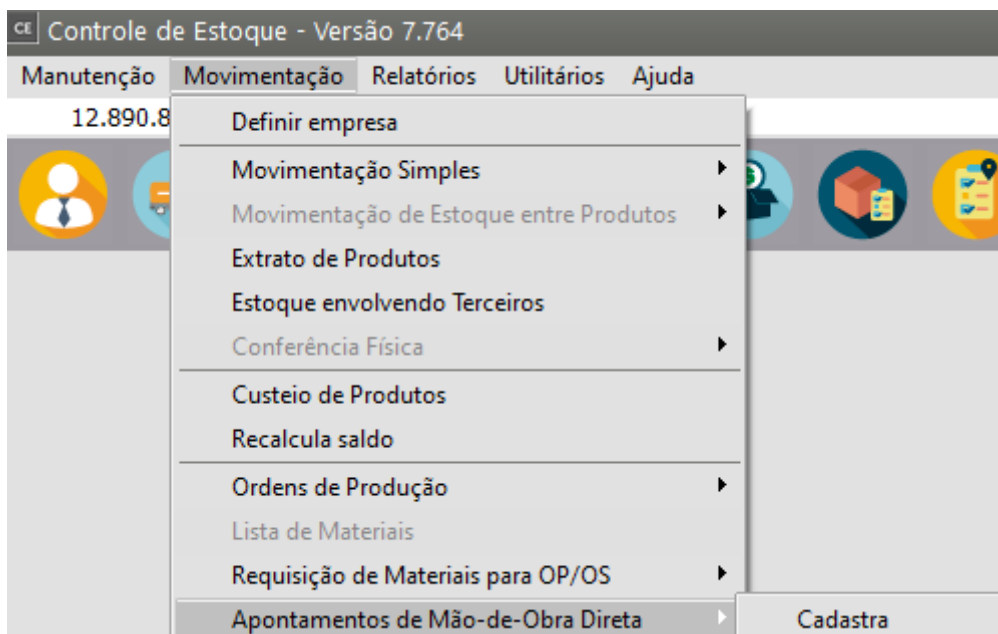 CE Controle de Estoque - Versão 7.764
Manutenção Movimentação Relatórios Utilitários Ajuda
12.890.8
Definir empresa
Movimentação Simples
Movimentação de Estoque entre Produtos
Extrato de Produtos
Estoque envolvendo Terceiros
Conferência Física
Custeio de Produtos
Recalcula saldo
Ordens de Produção
Lista de Materiais
Requisição de Materiais para OP/OS
Apontamentos de Mão-de-Obra Direta Cadastra